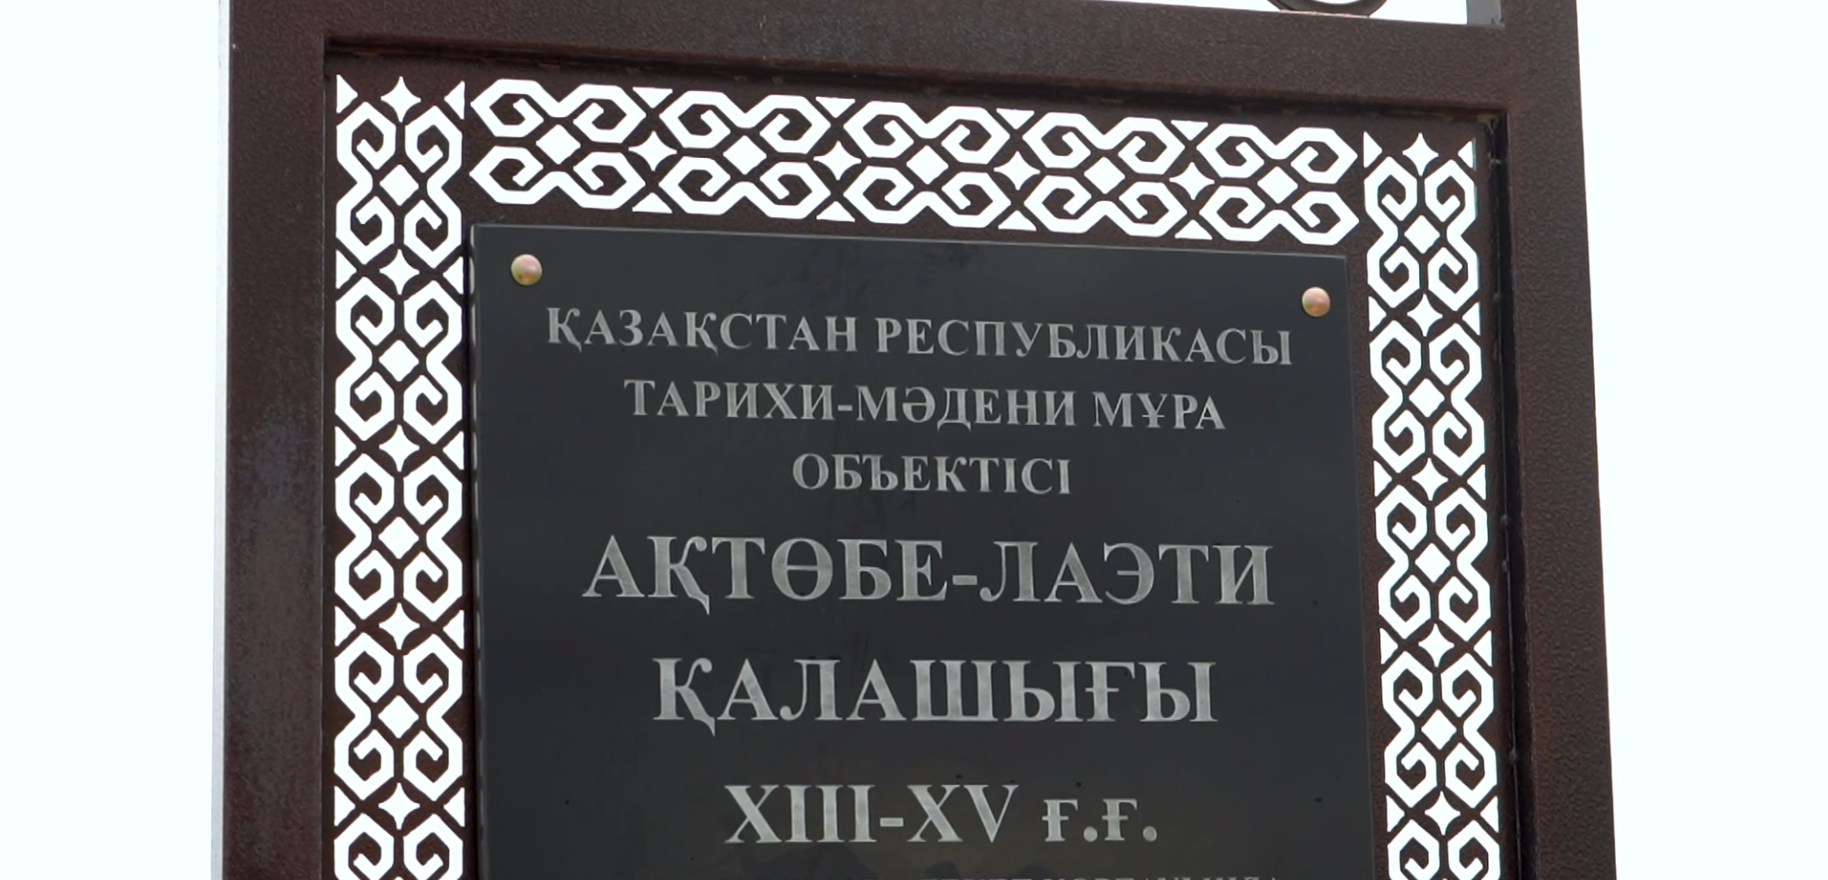 ҚАЗАҚСТАН РЕСПУБЛИКАСЫ
ТАРИХИ-МӘДЕНИ МҰРА
ОБЪЕКТІСІ
АҚТӨБЕ-ЛАЭТИ
ҚАЛАШЫҒЫ
XIII-XV ғ.ғ.